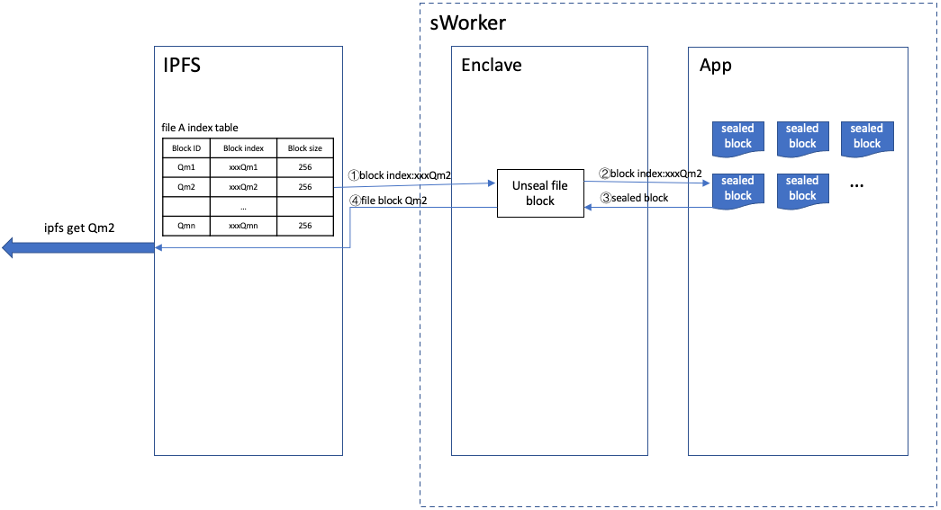 sWorker
IPFS
Enclave
App
file A index table
Block ID Block index Block size
Qm1 xxxQm1 256
Qm2 xxxQm2 256
...
Qmn xxxQmn 256
ipfs get Qm2
①block index:xxxQm2
④file block Qm2
Unseal file
block
②block index:xxxQm2
③sealed block
sealed
block
sealed
block
sealed
block
sealed
block
sealed
block
...